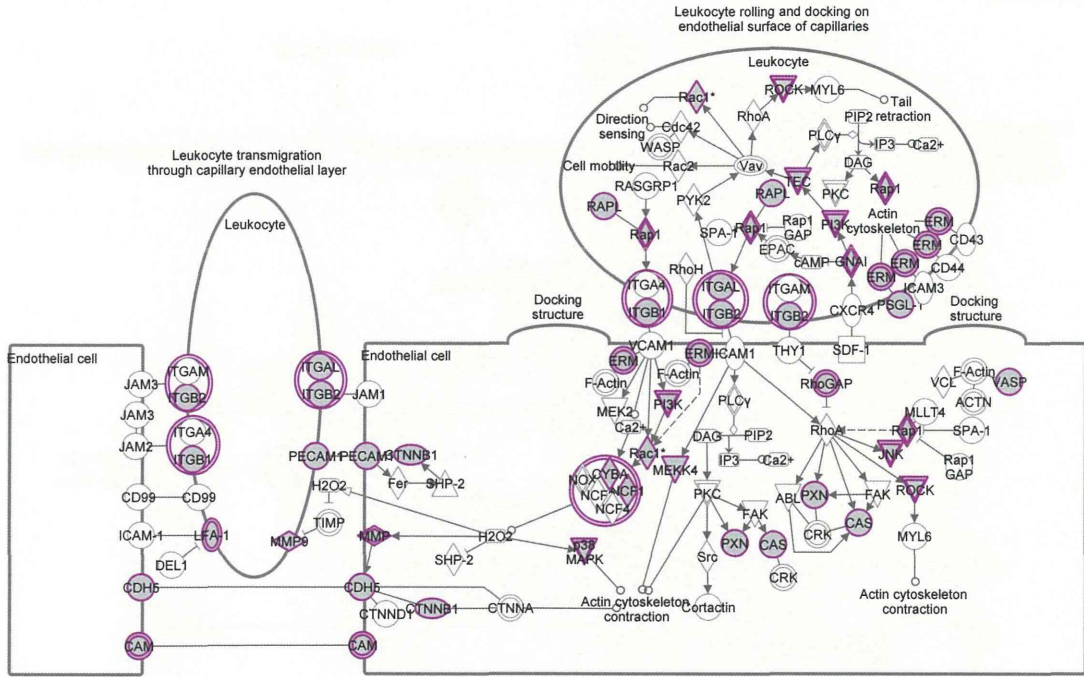 Leukocyte rolling and docking on
endothelial surface of capillaries
Leukocyte
ROCK MYL6
Rac1*
Tail
retraction
Direction
sensing
Cdc42
RhoA
PIP2
PLCγ
IP3 Ca2+
WASP
Leukocyte transmigration
through capillary endothelial layer
Cell mobility
Rac2
Vav
DAG
TEC
PKC
Rap1
RASGRP1
PYK2
RAPL
RAPL
Leukocyte
Rap1
SPA-1
Rap1
Rap1
GAP
EPAC
PI3K
Actin
cytoskeleton
ERM
ERM
CD43
cAMP
GNAI
ERM
CD44
RhoH
ERM
ICAM3
ITGA4
ITGB1
ITGAL
ITGB2
ITGAM
ITGB2
PSGL-1
CXCR4
Docking
structure
Docking
structure
Endothelial cell
Endothelial cell
VCAM1
ERM
ERM
ICAM1
THY1
SDF-1
ITGAM
ITGB2
ITGAL
ITGB2
JAM3
JAM1
F-Actin
F-Actin
RhoGAP
F-Actin
VCL
VASP
MEK2
PI3K
PLCγ
ACTN
JAM3
ITGA4
ITGB1
Ca2+
MLLT4
JAM2
DAG
PIP2
RhoA
Rap1
SPA-1
Rac1*
MEKK4
IP3
Ca2+
JNK
Rap1
GAP
PECAM1
PECAM1
CTNNB1
NOX
CYBA
NCF
NCF1
NCF4
Fer
SHP-2
PKC
ABL
PXN
FAK
ROCK
CD99
CD99
H2O2
FAK
TIMP
CAS
ICAM-1
LFA-1
MMP9
MMP
H2O2
p38
MAPK
PXN
CAS
CRK
MYL6
DEL1
SHP-2
Src
CRK
CDH5
CDH5
CTNND1
CTNNB1
CTNNA
Actin cytoskeleton
contraction
Cortactin
Actin cytoskeleton
contraction
CAM
CAM